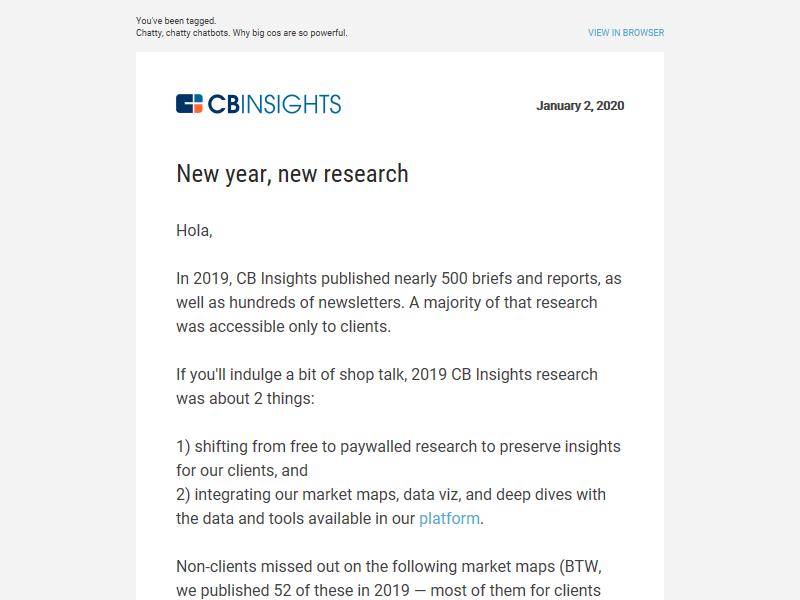 You've been tagged.
Chatty, chatty chatbots. Why big cos are so powerful.
VIEW IN BROWSER
CBINSIGHTS
January 2, 2020
New year, new research
Hola,
In 2019, CB Insights published nearly 500 briefs and reports, as
well as hundreds of newsletters. A majority of that research
was accessible only to clients.
If you'll indulge a bit of shop talk, 2019 CB Insights research
was about 2 things:
1) shifting from free to paywalled research to preserve insights
for our clients, and
2) integrating our market maps, data viz, and deep dives with
the data and tools available in our platform.
Non-clients missed out on the following market maps (BTW,
we published 52 of these in 2019 — most of them for clients